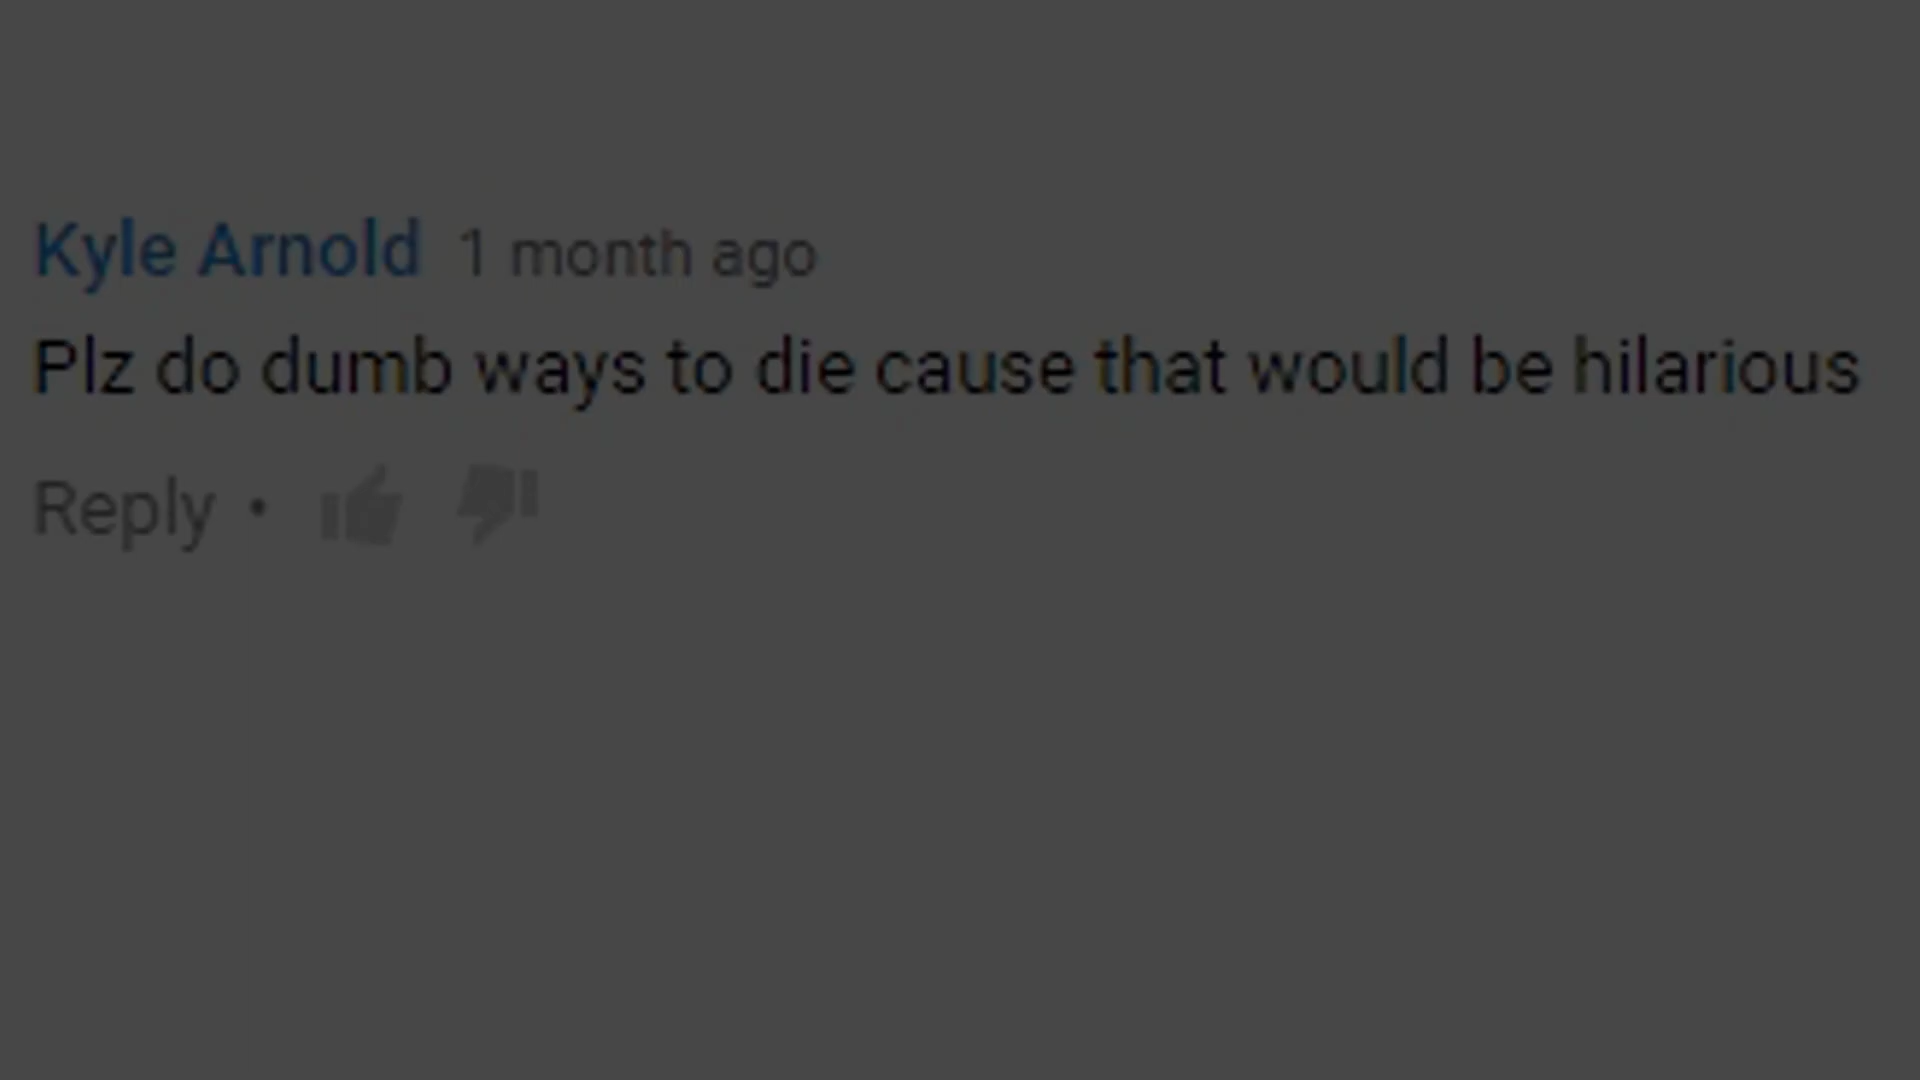 Kyle Arnold 1 month ago
Plz do dumb ways to die cause that would be hilarious
Reply •